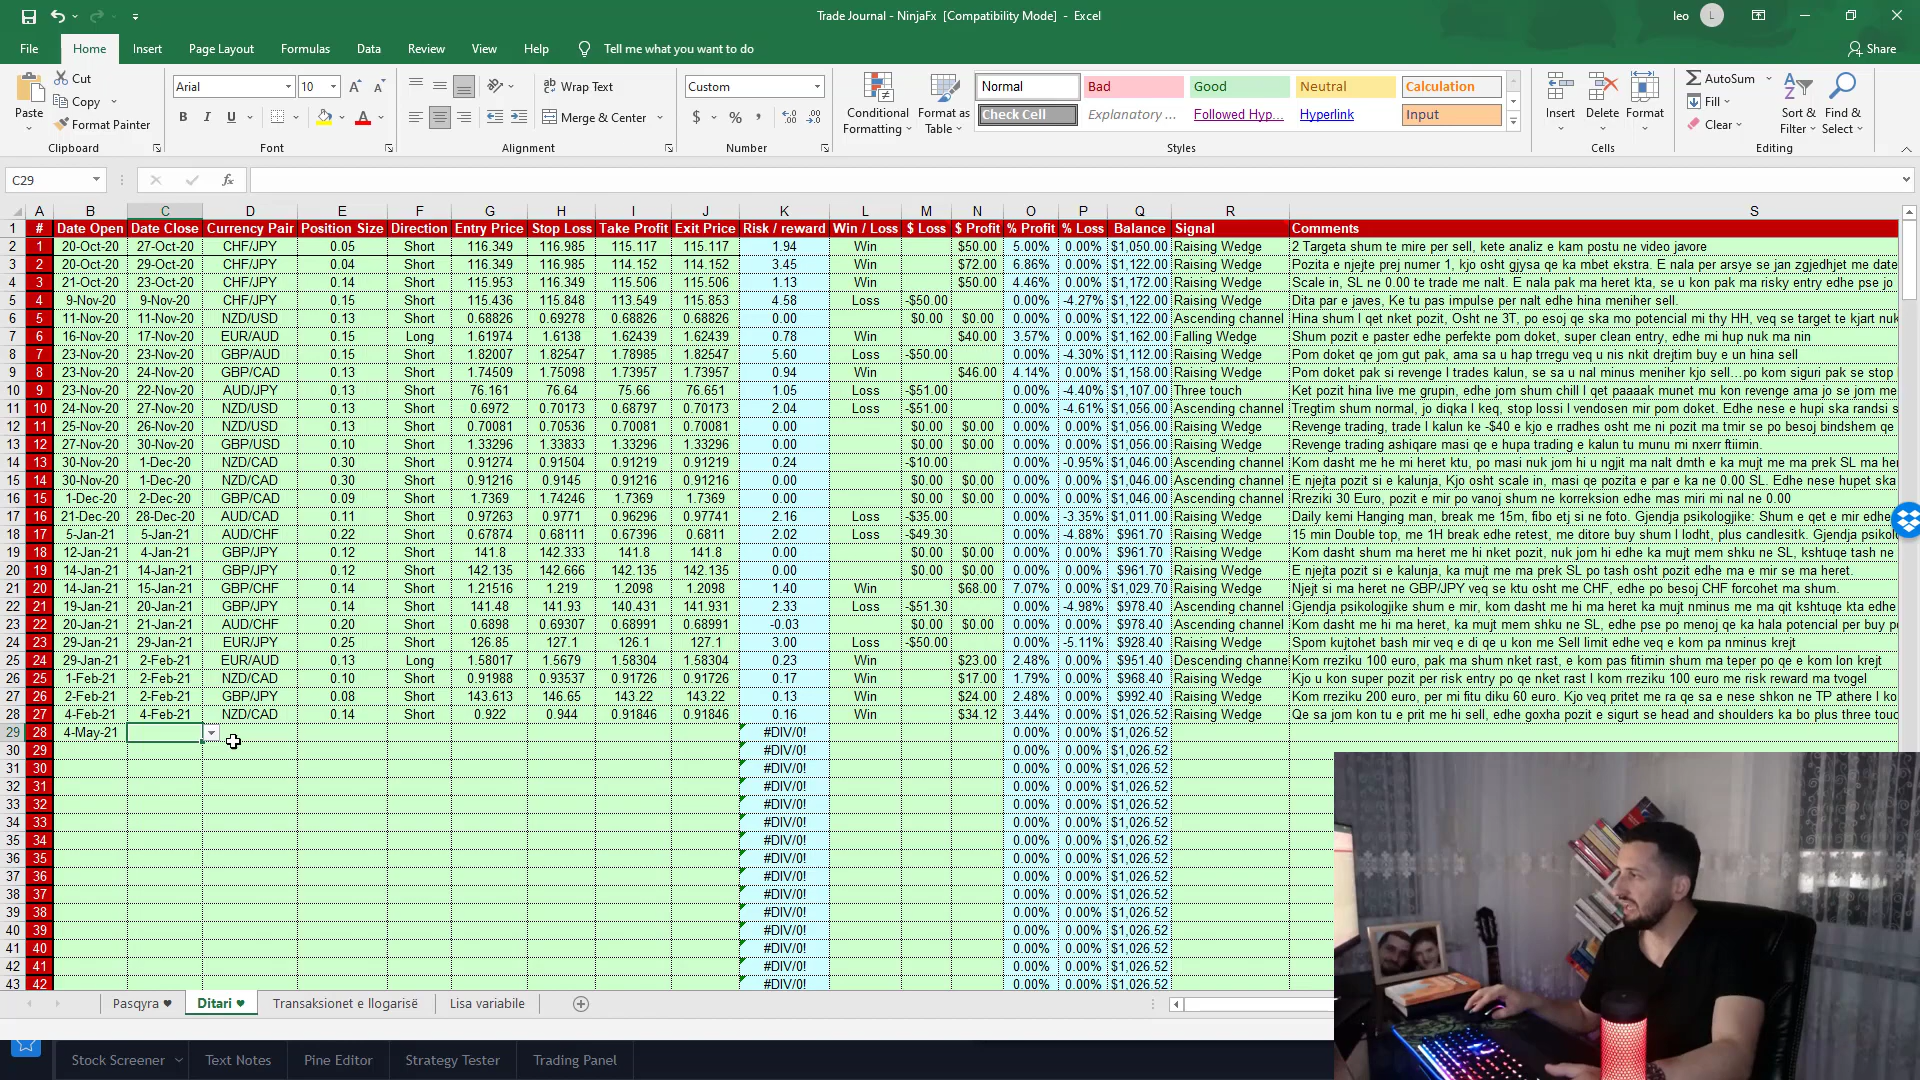 Trade Journal - NinjaFx [Compatibility Mode] - Excel
leo
L
File Home Insert Page Layout Formulas Data Review View Help Tell me what you want to do
Share
Paste Cut Copy Format Painter
Clipboard
Arial 10
B I U
Font
Wrap Text
Merge & Center
Alignment
Custom
$ % ,
Number
Conditional Formatting
Format as Table
Normal Bad Good Neutral Calculation
Check Cell Explanatory ... Followed Hyp... Hyperlink Input
Styles
Insert Delete Format
Cells
AutoSum
Fill
Clear
Sort & Filter
Find & Select
Editing
C29
fx
A B C D E F G H I J K L M N O P Q R S
1 # Date Open Date Close Currency Pair Position Size Direction Entry Price Stop Loss Take Profit Exit Price Risk / reward Win / Loss $ Loss $ Profit % Profit % Loss Balance Signal Comments
2 1 20-Oct-20 27-Oct-20 CHF/JPY 0.05 Short 116.349 116.985 115.117 115.117 1.94 Win $50.00 5.00% 0.00% $1,050.00 Raising Wedge 2 Targeta shum te mire per sell, kete analiz e kam postu ne video javore
3 2 20-Oct-20 29-Oct-20 CHF/JPY 0.04 Short 116.349 116.985 114.152 114.152 3.45 Win $72.00 6.86% 0.00% $1,122.00 Raising Wedge Pozita e njejte prej numer 1, kjo osht gjysa qe ka mbet ekstra. E nala per arsye se jan zgjedhjet me date
4 3 21-Oct-20 23-Oct-20 CHF/JPY 0.14 Short 115.953 116.349 115.506 115.506 1.13 Win $50.00 4.46% 0.00% $1,172.00 Raising Wedge Scale in, SL ne 0.00 te trade me nalt. E nala pak ma heret kta, se u kon pak ma risky entry edhe pse jo
5 4 9-Nov-20 9-Nov-20 CHF/JPY 0.15 Short 115.436 115.848 113.549 115.853 4.58 Loss -$50.00 0.00% -4.27% $1,122.00 Raising Wedge Dita par e javes, Ke tu pas impulse per nalt edhe hina meniher sell.
6 5 11-Nov-20 11-Nov-20 NZD/USD 0.13 Short 0.68826 0.69278 0.68826 0.68826 0.00 $0.00 $0.00 0.00% 0.00% $1,122.00 Ascending channel Hina shum I qet nket pozit, Osht ne 3T, po esoj qe ska mo potencial mi thy HH, veq se target te kjart nuk
7 6 16-Nov-20 17-Nov-20 EUR/AUD 0.15 Long 1.61974 1.6138 1.62439 1.62439 0.78 Win $40.00 3.57% 0.00% $1,162.00 Falling Wedge Shum pozit e paster edhe perfekte pom doket, super clean entry, edhe mi hup nuk ma nin
8 7 23-Nov-20 23-Nov-20 GBP/AUD 0.15 Short 1.82007 1.82547 1.78985 1.82547 5.60 Loss -$50.00 0.00% -4.30% $1,112.00 Raising Wedge Pom doket qe jom gut pak, ama sa u hap trregu veq u nis nkit drejtim buy e un hina sell
9 8 23-Nov-20 24-Nov-20 GBP/CAD 0.13 Short 1.74509 1.75098 1.73957 1.73957 0.94 Win $46.00 4.14% 0.00% $1,158.00 Raising Wedge Pom doket pak si revenge I trades kalun, se sa u nal minus meniher kjo sell...po kom siguri pak se stop
10 9 23-Nov-20 22-Nov-20 AUD/JPY 0.13 Short 76.161 76.64 75.66 76.651 1.05 Loss -$51.00 0.00% -4.40% $1,107.00 Three touch Ket pozit hina live me grupin, edhe jom shum chill I qet paaaak munet mu kon revenge ama jo se jom me
11 10 24-Nov-20 27-Nov-20 NZD/USD 0.13 Short 0.6972 0.70173 0.68797 0.70173 2.04 Loss -$51.00 0.00% -4.61% $1,056.00 Ascending channel Tregtim shum normal, jo diqka I keq, stop lossi I vendosen mir pom doket. Edhe nese e hupi ska randsi s
12 11 25-Nov-20 26-Nov-20 NZD/USD 0.13 Short 0.70081 0.70536 0.70081 0.70081 0.00 $0.00 $0.00 0.00% 0.00% $1,056.00 Ascending channel Revenge trading, trade I kalun ke -$40 e kjo e rradhes osht me ni pozit ma tmir se po besoj bindshem qe
13 12 27-Nov-20 30-Nov-20 GBP/USD 0.10 Short 1.33296 1.33833 1.33296 1.33296 0.00 $0.00 $0.00 0.00% 0.00% $1,056.00 Raising Wedge Revenge trading ashiqare masi qe e hupa trading e kalun tu munu mi nxerr ftiimin.
14 13 30-Nov-20 1-Dec-20 NZD/CAD 0.30 Short 0.91274 0.91504 0.91219 0.91219 0.24 -$10.00 0.00% -0.95% $1,046.00 Ascending channel Kom dasht me he mi heret ktu, po masi nuk jom hi u ngjit ma nalt dmth e ka mujt me ma prek SL ma her
15 14 30-Nov-20 1-Dec-20 NZD/CAD 0.30 Short 0.91216 0.9145 0.91216 0.91216 0.00 $0.00 $0.00 0.00% 0.00% $1,046.00 Ascending channel E njejta pozit si e kalunja, Kjo osht scale in, masi qe pozita e par e ka ne 0.00 SL. Edhe nese hupet ska
16 15 1-Dec-20 2-Dec-20 GBP/CAD 0.09 Short 1.7369 1.74246 1.7369 1.7369 0.00 $0.00 $0.00 0.00% 0.00% $1,046.00 Ascending channel Rreziki 30 Euro, pozit e mir po vanoj shum ne korreksion edhe mas miri mi nal ne 0.00
17 16 21-Dec-20 28-Dec-20 AUD/CAD 0.11 Short 0.97263 0.9771 0.96296 0.97741 2.16 Loss -$35.00 0.00% -3.35% $1,011.00 Raising Wedge Daily kemi Hanging man, break me 15m, fibo etj si ne foto. Gjendja psikologjike: Shum e qet e mir edhe
18 17 5-Jan-21 5-Jan-21 AUD/CHF 0.22 Short 0.67874 0.68111 0.67396 0.6811 2.02 Loss -$49.30 0.00% -4.88% $961.70 Raising Wedge 15 min Double top, me 1H break edhe retest, me ditore buy shum I lodht, plus candlesitk. Gjendja psikolo
19 18 12-Jan-21 4-Jan-21 GBP/JPY 0.12 Short 141.8 142.333 141.8 141.8 0.00 $0.00 $0.00 0.00% 0.00% $961.70 Raising Wedge Kom dasht shum ma heret me hi nket pozit, nuk jom hi edhe ka mujt me ma prek SL, kshtuqe tash ne
20 19 14-Jan-21 14-Jan-21 GBP/JPY 0.12 Short 142.135 142.666 142.135 142.135 0.00 $0.00 $0.00 0.00% 0.00% $961.70 Raising Wedge E njejta pozit si e kalunja, ka mujt me ma prek SL po tash osht pozit edhe ma e mir se ma heret.
21 20 14-Jan-21 15-Jan-21 GBP/CHF 0.14 Short 1.21516 1.219 1.2098 1.2098 1.40 Win $68.00 7.07% 0.00% $1,029.70 Raising Wedge Njejt si ma heret ne GBP/JPY veq se ktu osht me CHF, edhe po besoj CHF forcohet ma shum.
22 21 19-Jan-21 20-Jan-21 GBP/JPY 0.14 Short 141.48 141.93 140.431 141.931 2.33 Loss -$51.30 0.00% -4.98% $978.40 Ascending channel Gjendja psikologjike shum e mir, kom dasht me hi ma heret ka mujt nminus me ma qit kshtuqe kta edhe
23 22 20-Jan-21 21-Jan-21 AUD/CHF 0.20 Short 0.6898 0.69307 0.68991 0.68991 -0.03 0.00% 0.00% $978.40 Ascending channel Kom dasht me hi ma heret, ka mujt mem shku ne SL, edhe pse po menoj qe ka hala potencial per buy p
24 23 29-Jan-21 29-Jan-21 EUR/JPY 0.25 Short 126.85 127.1 126.1 127.1 3.00 Loss -$50.00 0.00% -5.11% $928.40 Raising Wedge Spom kujtohet bash mir veq e di qe u kon me Sell limit edhe veq e kom pa nminus krejt
25 24 29-Jan-21 2-Feb-21 EUR/AUD 0.13 Long 1.58017 1.5679 1.58304 1.58304 0.23 Win $23.00 2.48% 0.00% $951.40 Descending channe Kom rreziku 100 euro, pak ma shum nket rast, e kom pas fitimin shum ma teper po qe e kom lon krejt
26 25 1-Feb-21 2-Feb-21 NZD/CAD 0.10 Short 0.91988 0.93537 0.91726 0.91726 0.17 Win $17.00 1.79% 0.00% $968.40 Raising Wedge Kjo u kon super pozit per risk entry po qe nket rast I kom rreziku 100 euro me risk reward ma tvogel
27 26 2-Feb-21 2-Feb-21 GBP/JPY 0.08 Short 143.613 146.65 143.22 143.22 0.13 Win $24.00 2.48% 0.00% $992.40 Raising Wedge Kom rreziku 200 euro, per mi fitu diku 60 euro. Kjo veq pritet me ra qe sa e nese shkon ne TP athere I ko
28 27 4-Feb-21 4-Feb-21 NZD/CAD 0.14 Short 0.922 0.944 0.91846 0.91846 0.16 Win $34.12 3.44% 0.00% $1,026.52 Raising Wedge Qe sa jom kon tu e prit me hi sell, edhe goxha pozit e sigurt se head and shoulders ka bo plus three touc
29 28 4-May-21 #DIV/0! 0.00% 0.00% $1,026.52
30 29 #DIV/0! 0.00% 0.00% $1,026.52
31 30 #DIV/0! 0.00% 0.00% $1,026.52
32 31 #DIV/0! 0.00% 0.00% $1,026.52
33 32 #DIV/0! 0.00% 0.00% $1,026.52
34 33 #DIV/0! 0.00% 0.00% $1,026.52
35 34 #DIV/0! 0.00% 0.00% $1,026.52
36 35 #DIV/0! 0.00% 0.00% $1,026.52
37 36 #DIV/0! 0.00% 0.00% $1,026.52
38 37 #DIV/0! 0.00% 0.00% $1,026.52
39 38 #DIV/0! 0.00% 0.00% $1,026.52
40 39 #DIV/0! 0.00% 0.00% $1,026.52
41 40 #DIV/0! 0.00% 0.00% $1,026.52
42 41 #DIV/0! 0.00% 0.00% $1,026.52
43 42 #DIV/0! 0.00% 0.00% $1,026.52
Pasqyra ♥ Ditari ♥ Transaksionet e llogarisë Lisa variabile
Stock Screener Text Notes Pine Editor Strategy Tester Trading Panel